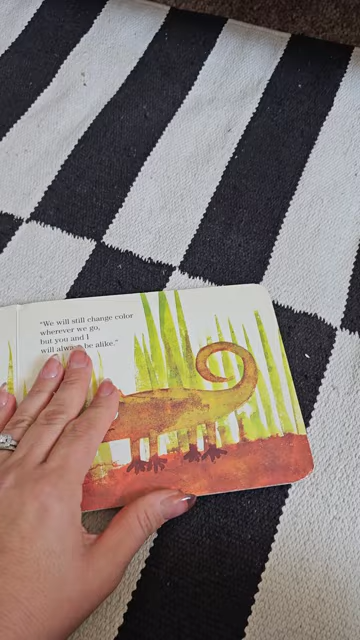 "We will still change color
wherever we go,
but you and I
will always be alike."